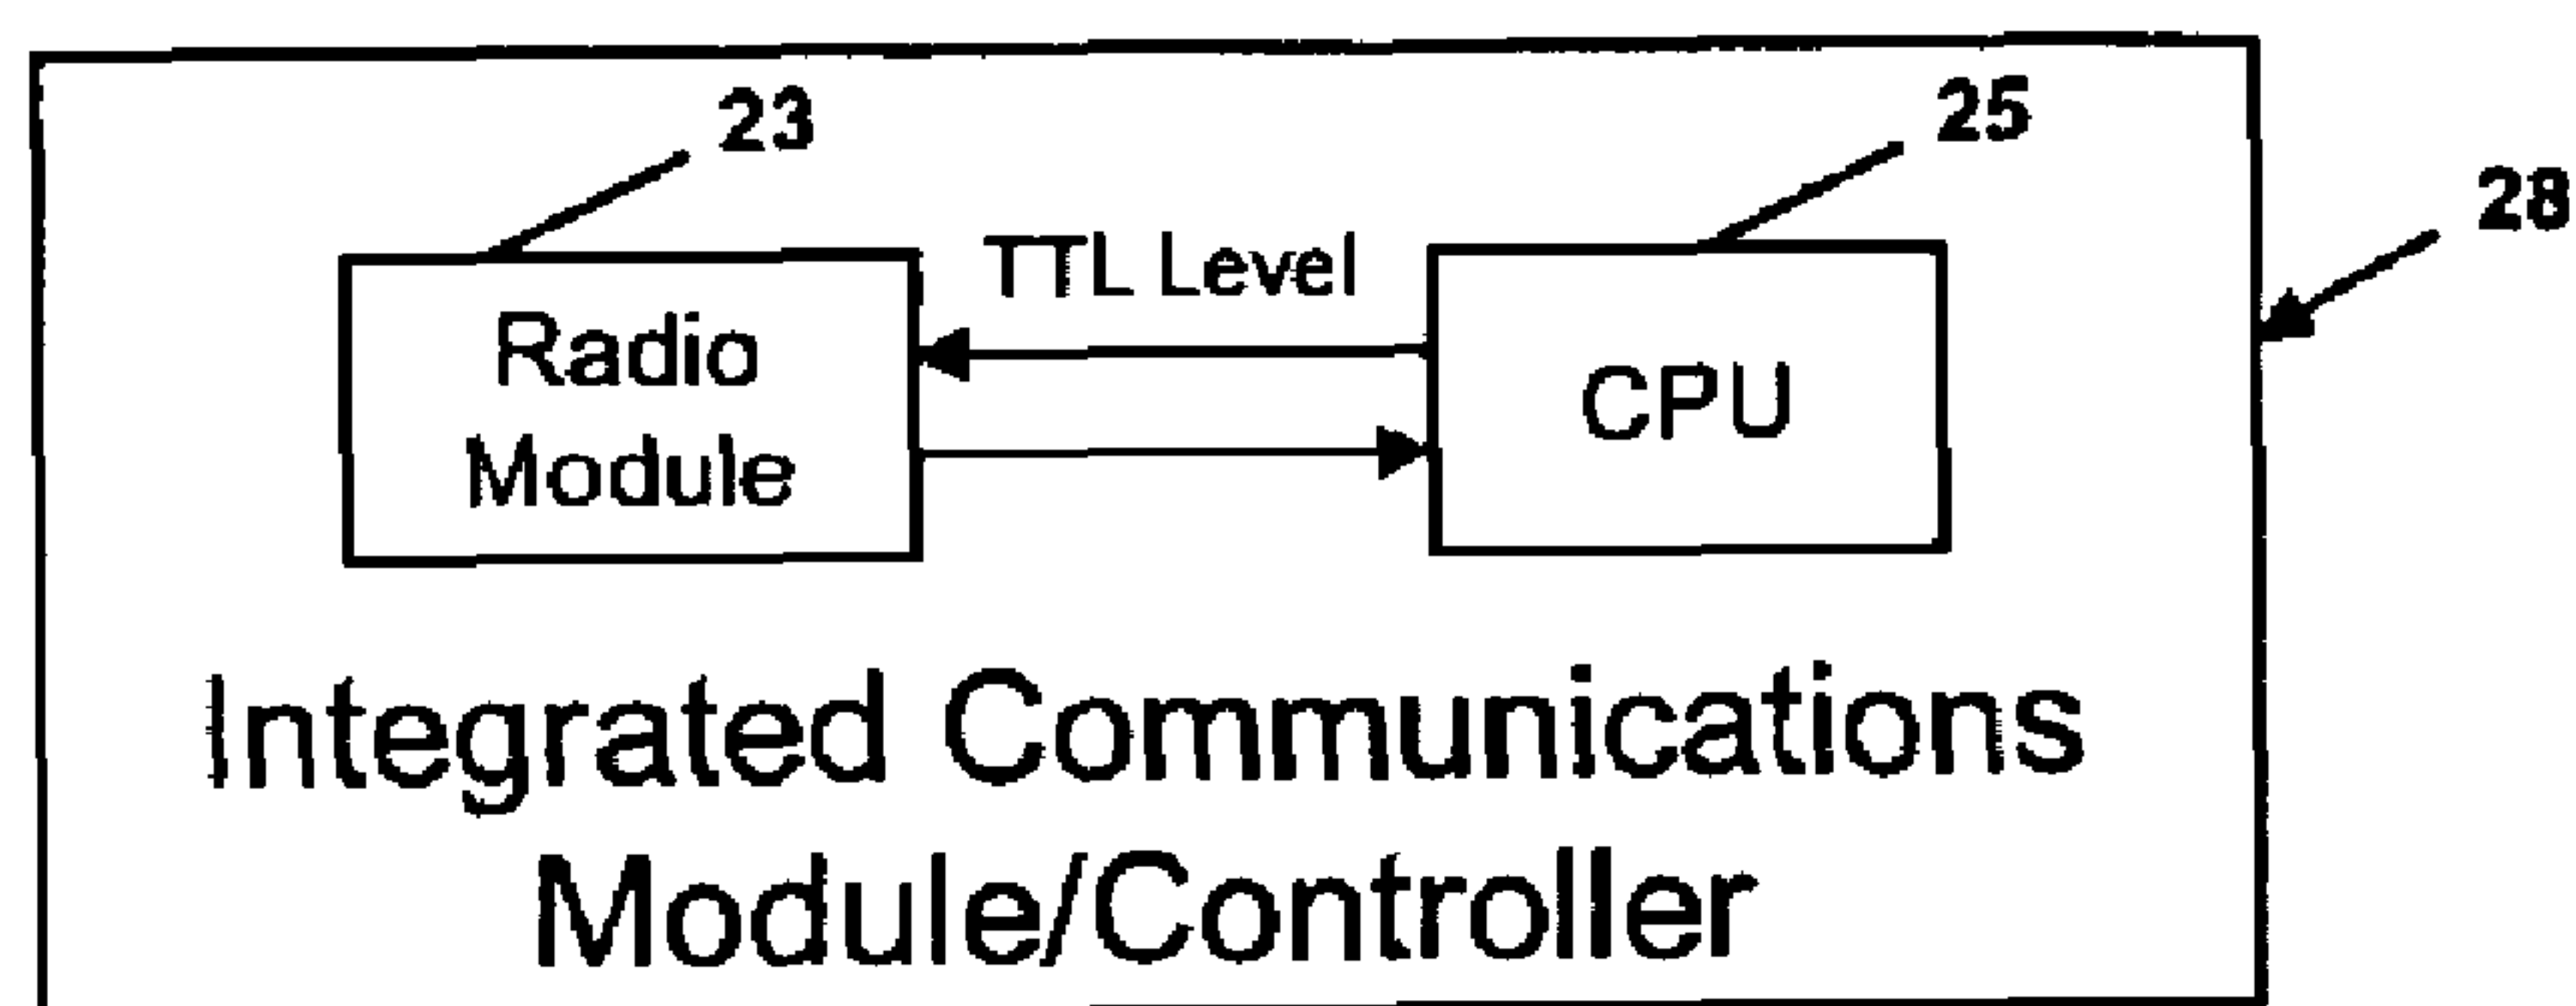 23
25
28
TTL Level
Radio
Module
CPU
Integrated Communications
Module/Controller